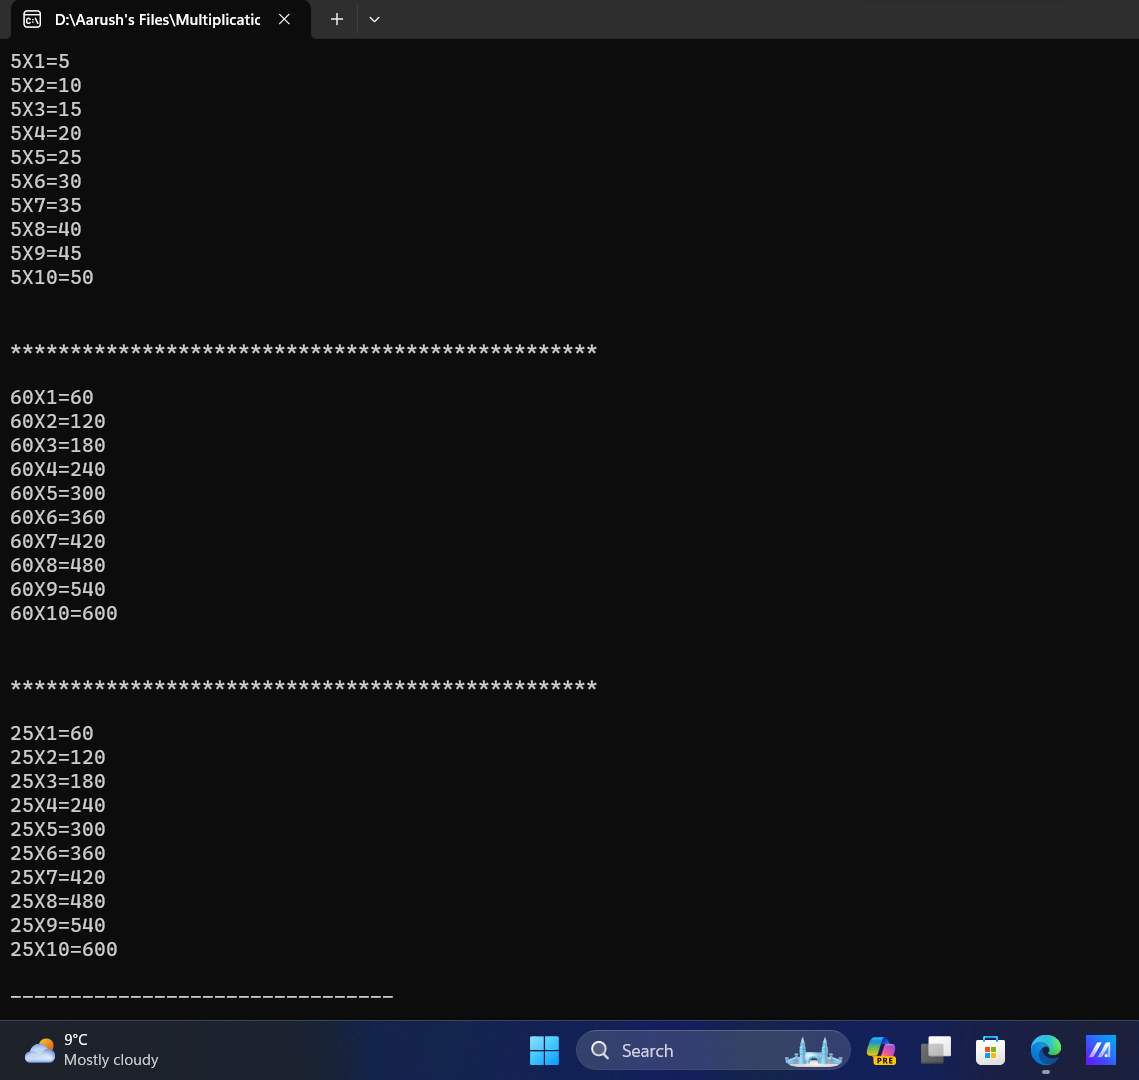 D:\Aarush's Files\Multiplicatic
5X1=5
5X2=10
5X3=15
5X4=20
5X5=25
5X6=30
5X7=35
5X8=40
5X9=45
5X10=50
*************************************************
60X1=60
60X2=120
60X3=180
60X4=240
60X5=300
60X6=360
60X7=420
60X8=480
60X9=540
60X10=600
*************************************************
25X1=60
25X2=120
25X3=180
25X4=240
25X5=300
25X6=360
25X7=420
25X8=480
25X9=540
25X10=600
--------------------------------
9°C
Mostly cloudy
Search
PRE